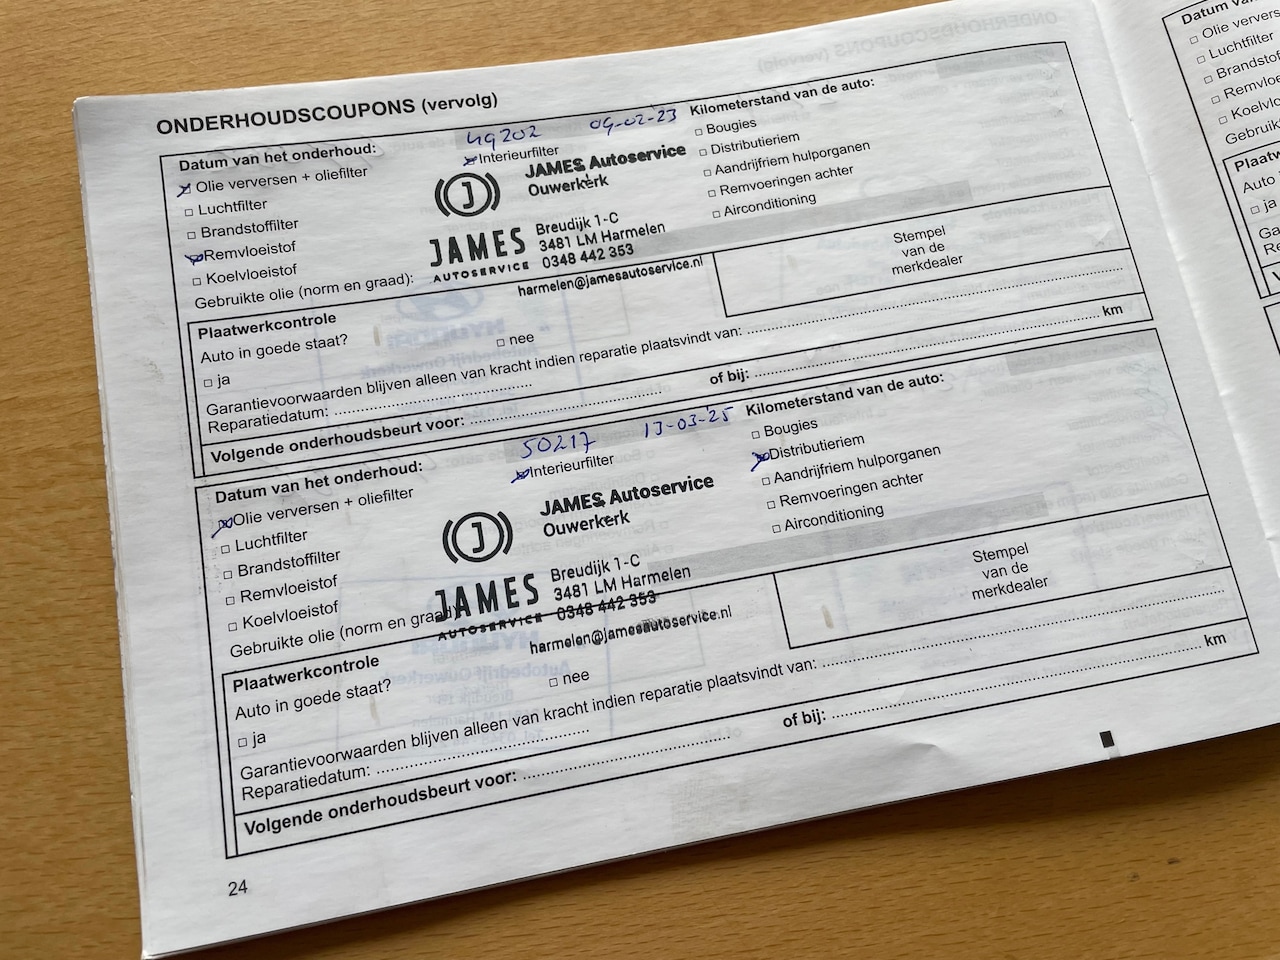 ONDERHOUDSCOUPONS (vervolg)
Datum van het onderhoud: 49202 09-02-23 Kilometerstand van de auto:
Olie verversen + oliefilter
Luchtfilter
Brandstoffilter
Remvloeistof
Koelvloeistof
Interieurfilter
Bougies
Distributieriem
Aandrijfriem hulporganen
Remvoeringen achter
Airconditioning
J
JAMES
AUTOSERVICE
JAMES Autoservice
Ouwerkerk
Breudijk 1-C
3481 LM Harmelen
0348 442 353
harmelen@jamesautoservice.nl
Gebruikte olie (norm en graad):
Stempel
van de
merkdealer
Plaatwerkcontrole
Auto in goede staat?
ja nee
Garantievoorwaarden blijven alleen van kracht indien reparatie plaatsvindt van:
Reparatiedatum:
Volgende onderhoudsbeurt voor: of bij: km
Datum van het onderhoud: 50217 13-03-25 Kilometerstand van de auto:
Olie verversen + oliefilter
Luchtfilter
Brandstoffilter
Remvloeistof
Koelvloeistof
Interieurfilter
Bougies
Distributieriem
Aandrijfriem hulporganen
Remvoeringen achter
Airconditioning
J
JAMES
AUTOSERVICE
JAMES Autoservice
Ouwerkerk
Breudijk 1-C
3481 LM Harmelen
0348 442 353
harmelen@jamesautoservice.nl
Gebruikte olie (norm en graad):
Stempel
van de
merkdealer
Plaatwerkcontrole
Auto in goede staat?
ja nee
Garantievoorwaarden blijven alleen van kracht indien reparatie plaatsvindt van:
Reparatiedatum:
Volgende onderhoudsbeurt voor: of bij: km
24
Datum
Olie
Luchtfilter
ja